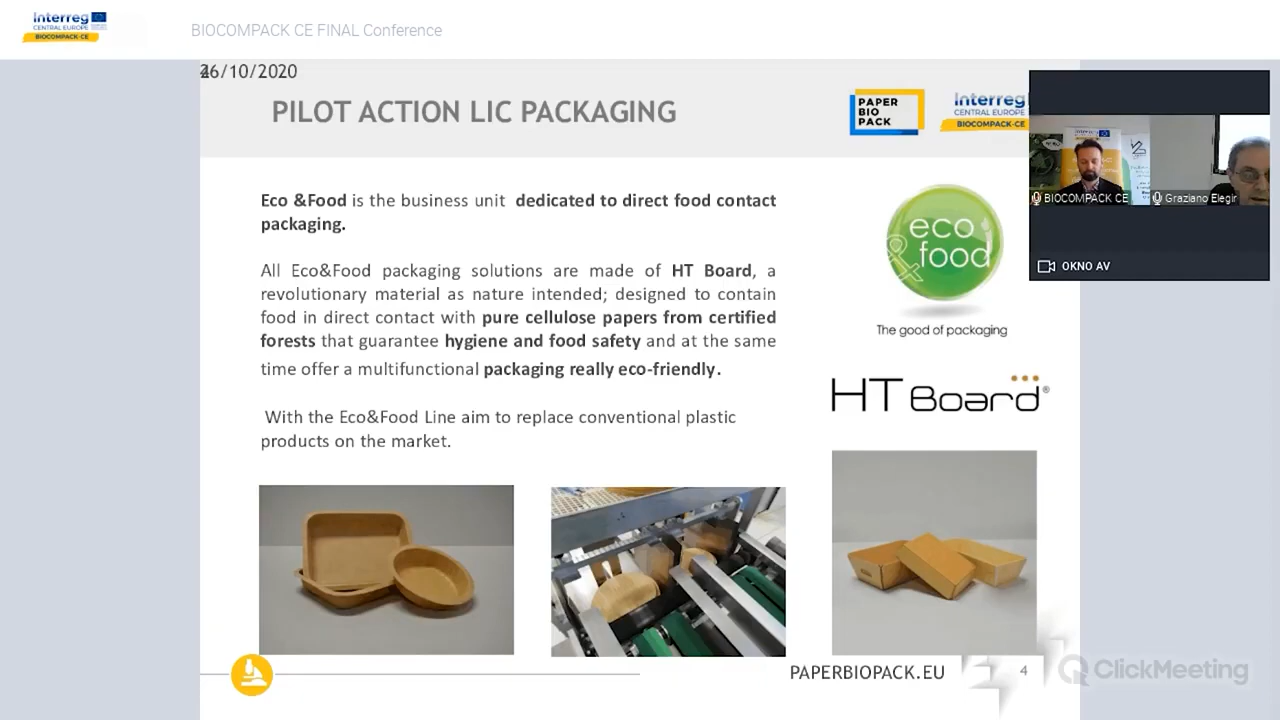 Interreg
CENTRAL EUROPE
BIOCOMPACK-CE
BIOCOMPACK CE FINAL Conference
26/10/2020
PILOT ACTION LIC PACKAGING
PAPER
BIO
PACK
Interreg
CENTRAL EUROPE
BIOCOMPACK-CE
BIOCOMPACK CE
Graziano Elegir
OKNO AV
Eco &Food is the business unit dedicated to direct food contact
packaging.
All Eco&Food packaging solutions are made of HT Board, a
revolutionary material as nature intended; designed to contain
food in direct contact with pure cellulose papers from certified
forests that guarantee hygiene and food safety and at the same
time offer a multifunctional packaging really eco-friendly.
With the Eco&Food Line aim to replace conventional plastic
products on the market.
eco
& food
The good of packaging
HT Board®
PAPERBIOPACK.EU
4
ClickMeeting